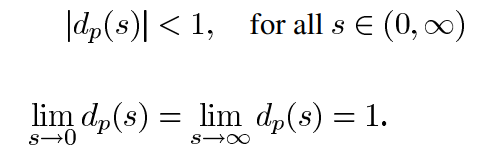 |d_p(s)| < 1, for all s ∈ (0, ∞)
lim_{s→0} d_p(s) = lim_{s→∞} d_p(s) = 1.